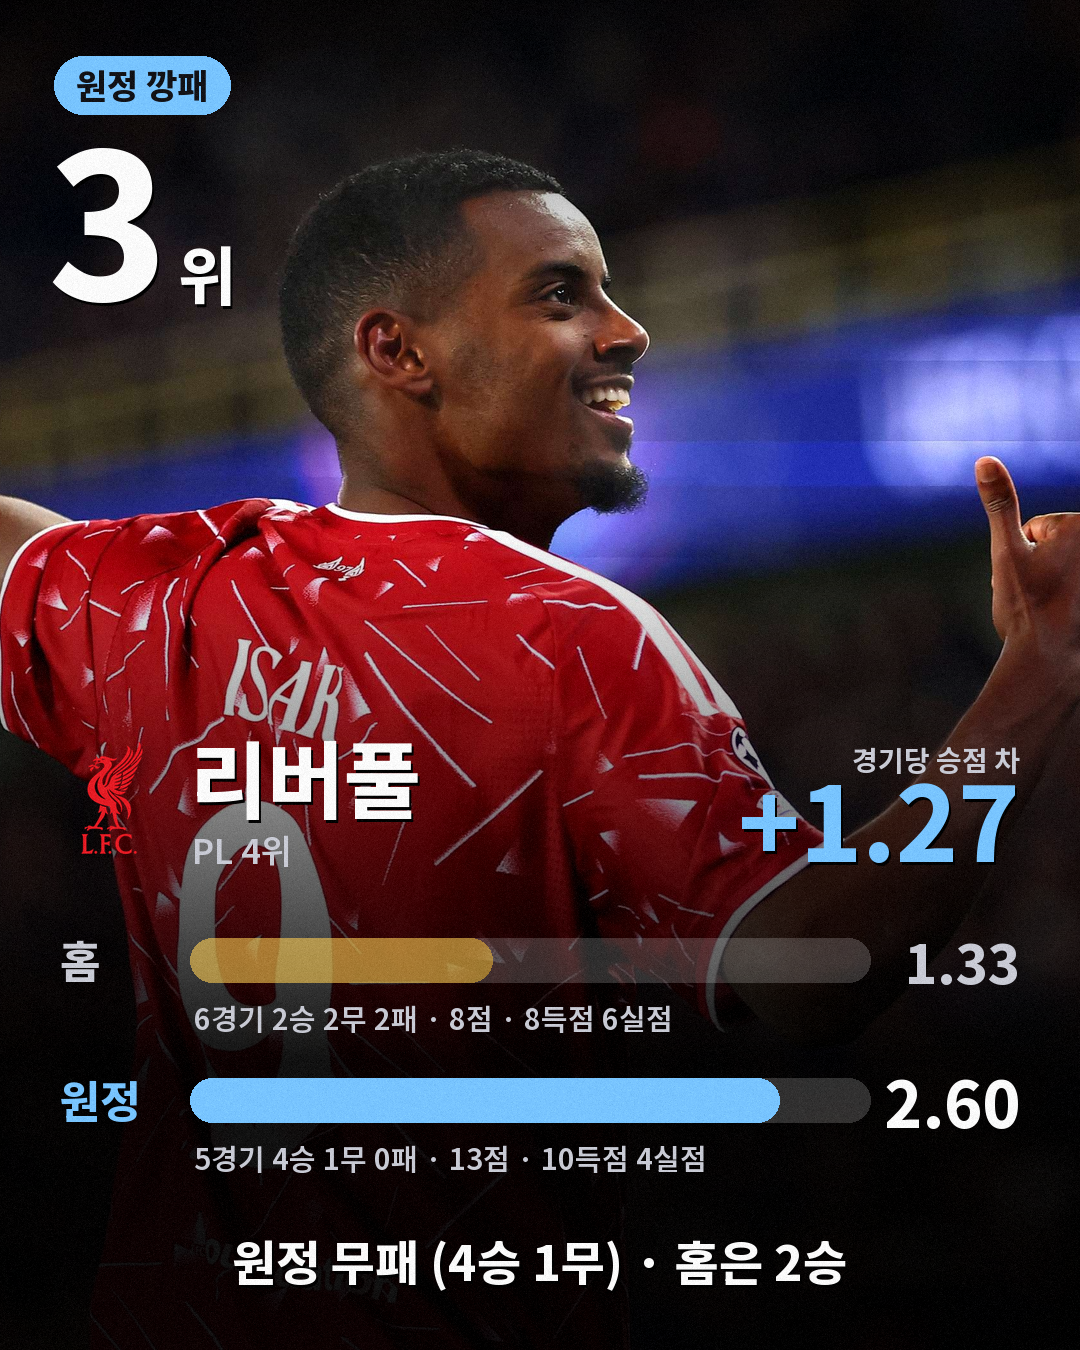 원정 깡패
3위
ISAK
리버풀
L.F.C.
PL 4위
경기당 승점 차
+1.27
홈
1.33
6경기 2승 2무 2패 · 8점 · 8득점 6실점
원정
2.60
5경기 4승 1무 0패 · 13점 · 10득점 4실점
원정 무패 (4승 1무) · 홈은 2승